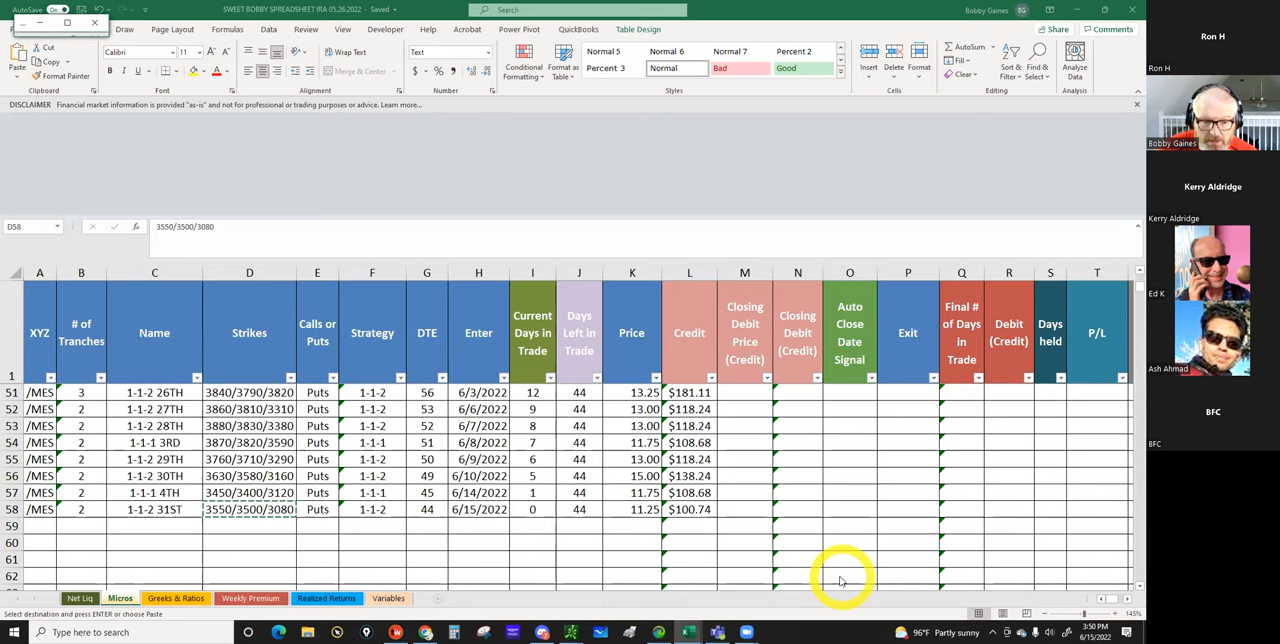 AutoSave On SWEET BOBBY SPREADSHEET IRA 05.26.2022 - Saved Search Bobby Gaines BG
Draw Page Layout Formulas Data Review View Developer Help Acrobat QuickBooks Table Design Share Comments
Paste Cut Copy Format Painter Clipboard
Calibri 11 B I U Font
Wrap Text Merge & Center Alignment
Text $ % Number
Conditional Formatting Format as Table Normal 5 Normal 6 Normal 7 Percent 2
Percent 3 Normal Bad Good Styles
Insert Delete Format Cells
AutoSum Fill Clear Sort & Filter Find & Select Editing
Analyze Data Analysis
DISCLAIMER Financial market information is provided "as-is" and not for professional or trading purposes or advice. Learn more...
D58 fx 3550/3500/3080
A B C D E F G H I J K L M N O P Q R S T
1 XYZ # of Tranches Name Strikes Calls or Puts Strategy DTE Enter Current Days in Trade Days Left in Trade Price Credit Closing Debit Price (Credit) Closing Debit (Credit) Auto Close Date Signal Exit Final # of Days in Trade Debit (Credit) Days held P/L
51 /MES 3 1-1-2 26TH 3840/3790/3820 Puts 1-1-2 56 6/3/2022 12 44 13.25 $181.11
52 /MES 2 1-1-2 27TH 3860/3810/3310 Puts 1-1-2 53 6/6/2022 9 44 13.00 $118.24
53 /MES 2 1-1-2 28TH 3880/3830/3380 Puts 1-1-2 52 6/7/2022 8 44 13.00 $118.24
54 /MES 2 1-1-1 3RD 3870/3820/3590 Puts 1-1-1 51 6/8/2022 7 44 11.75 $108.68
55 /MES 2 1-1-2 29TH 3760/3710/3290 Puts 1-1-2 50 6/9/2022 6 44 13.00 $118.24
56 /MES 2 1-1-2 30TH 3630/3580/3160 Puts 1-1-2 49 6/10/2022 5 44 15.00 $138.24
57 /MES 2 1-1-1 4TH 3450/3400/3120 Puts 1-1-1 45 6/14/2022 1 44 11.75 $108.68
58 /MES 2 1-1-2 31ST 3550/3500/3080 Puts 1-1-2 44 6/15/2022 0 44 11.25 $100.74
59
60
61
62
Net Liq Micros Greeks & Ratios Weekly Premium Realized Returns Variables
Select destination and press ENTER or choose Paste 145%
Type here to search 96°F Partly sunny 3:50 PM
6/15/2022
Ron H
Ron H
Bobby Gaines
Kerry Aldridge
Kerry Aldridge
Ed K
Ash Ahmad
BFC
BFC